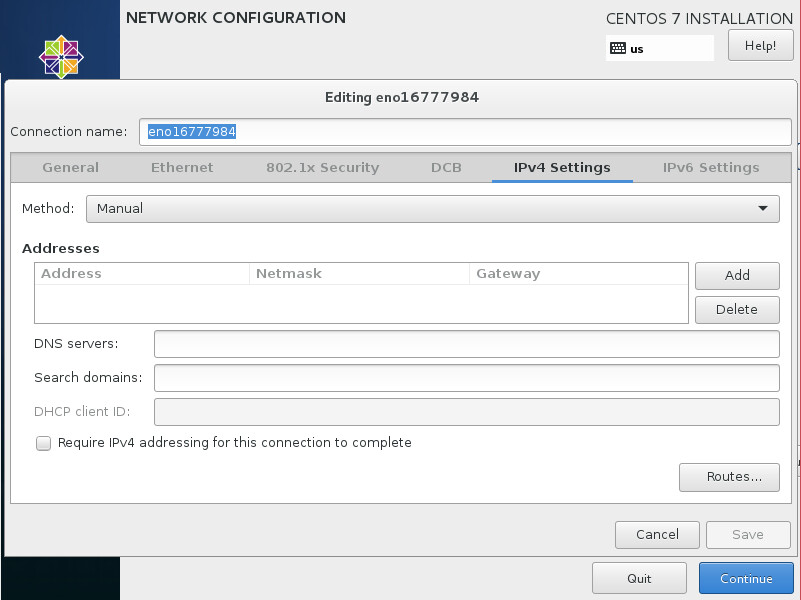 NETWORK CONFIGURATION
CENTOS 7 INSTALLATION
us
Help!
Editing eno16777984
Connection name: eno16777984
General Ethernet 802.1x Security DCB IPv4 Settings IPv6 Settings
Method: Manual
Addresses
Address Netmask Gateway
Add
Delete
DNS servers:
Search domains:
DHCP client ID:
Require IPv4 addressing for this connection to complete
Routes...
Cancel Save
Quit Continue